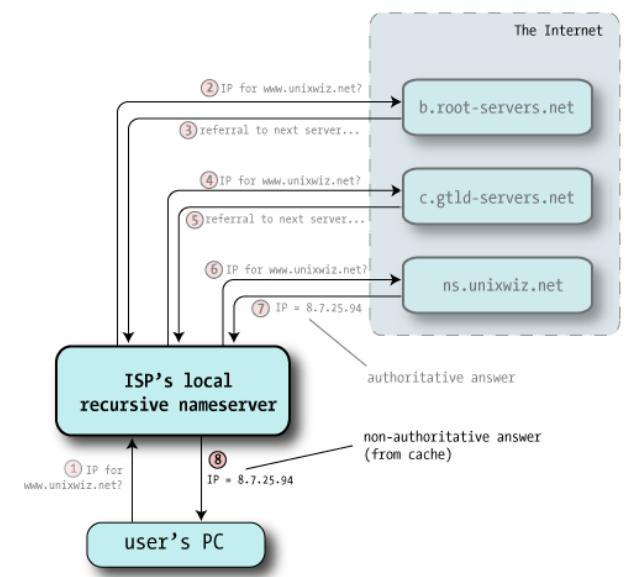 The Internet
2 IP for www.unixwiz.net?
b.root-servers.net
3 referral to next server...
4 IP for www.unixwiz.net?
c.gtld-servers.net
5 referral to next server...
6 IP for www.unixwiz.net?
ns.unixwiz.net
7 IP = 8.7.25.94
authoritative answer
ISP's local
recursive nameserver
non-authoritative answer
(from cache)
8
IP = 8.7.25.94
1 IP for
www.unixwiz.net?
user's PC